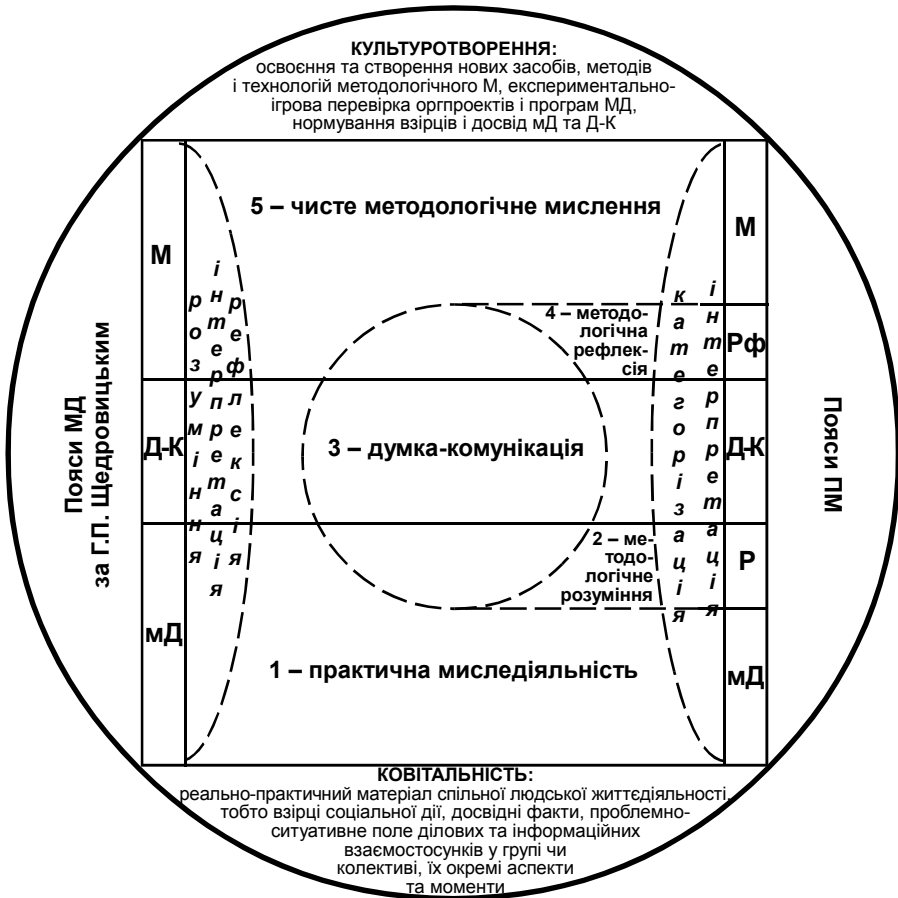 КУЛЬТУРОТВОРЕННЯ:
освоєння та створення нових засобів, методів
і технологій методологічного М, експериментально-
ігрова перевірка оргпроектів і програм МД,
нормування взірців і досвід мД та Д-К
Пояси МД
за Г.П. Щедровицьким
М
Д-К
мД
розуміння
інтерпретація
рефлексія
5 – чисте методологічне мислення
4 – методо-
логічна
рефлек-
сія
3 – думка-комунікація
2 – ме-
тодо-
логічне
розуміння
1 – практична миследіяльність
категорізація
інтерпретація
М
Рф
Д-К
Р
мД
Пояси ПМ
КОВІТАЛЬНІСТЬ:
реально-практичний матеріал спільної людської життєдіяльності,
тобто взірці соціальної дії, досвідні факти, проблемно-
ситуативне поле ділових та інформаційних
взаємостосунків у групі чи
колективі, їх окремі аспекти
та моменти